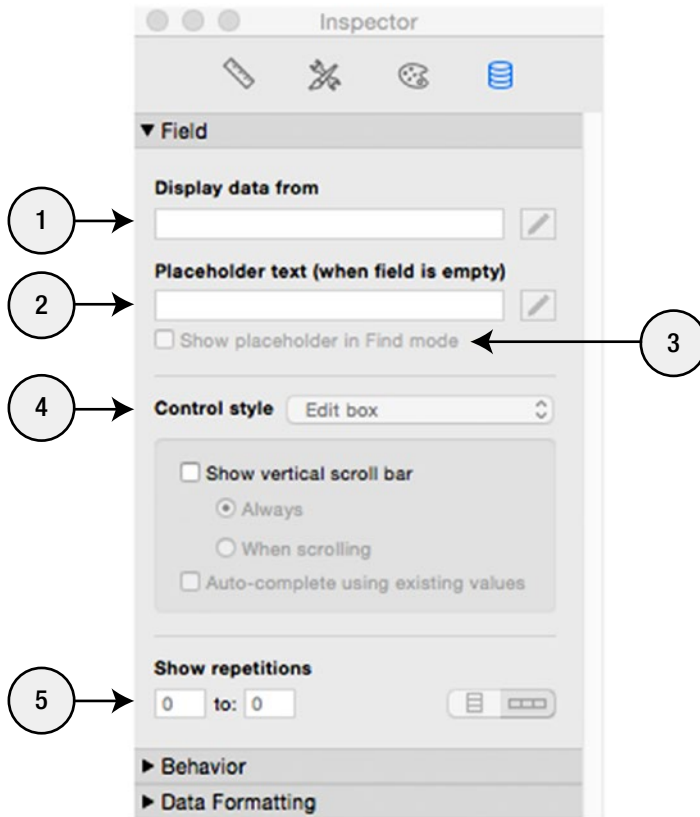 Inspector
Field
Display data from
1
Placeholder text (when field is empty)
2
Show placeholder in Find mode
3
4
Control style Edit box
Show vertical scroll bar
Always
When scrolling
Auto-complete using existing values
Show repetitions
5
0 to: 0
Behavior
Data Formatting